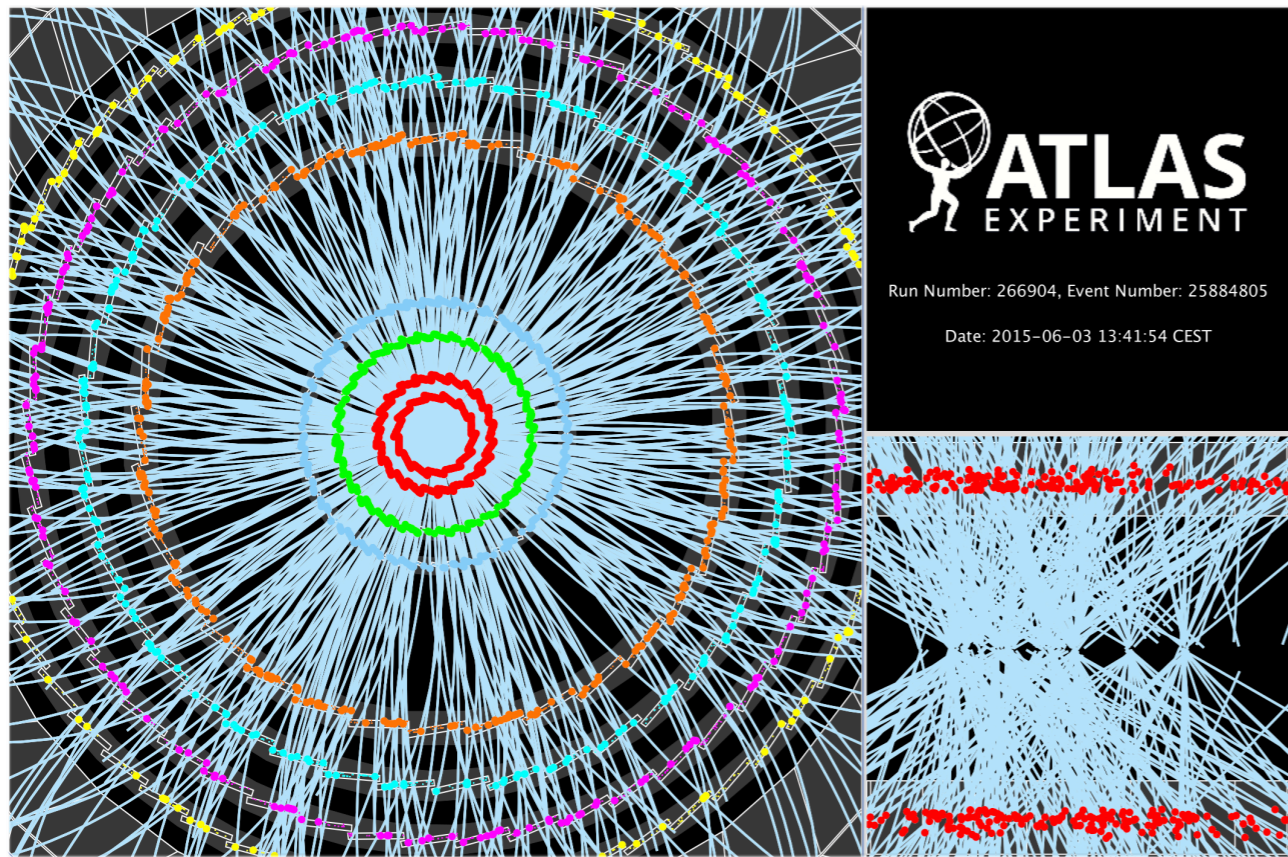 ATLAS
EXPERIMENT
Run Number: 266904, Event Number: 25884805
Date: 2015-06-03 13:41:54 CEST